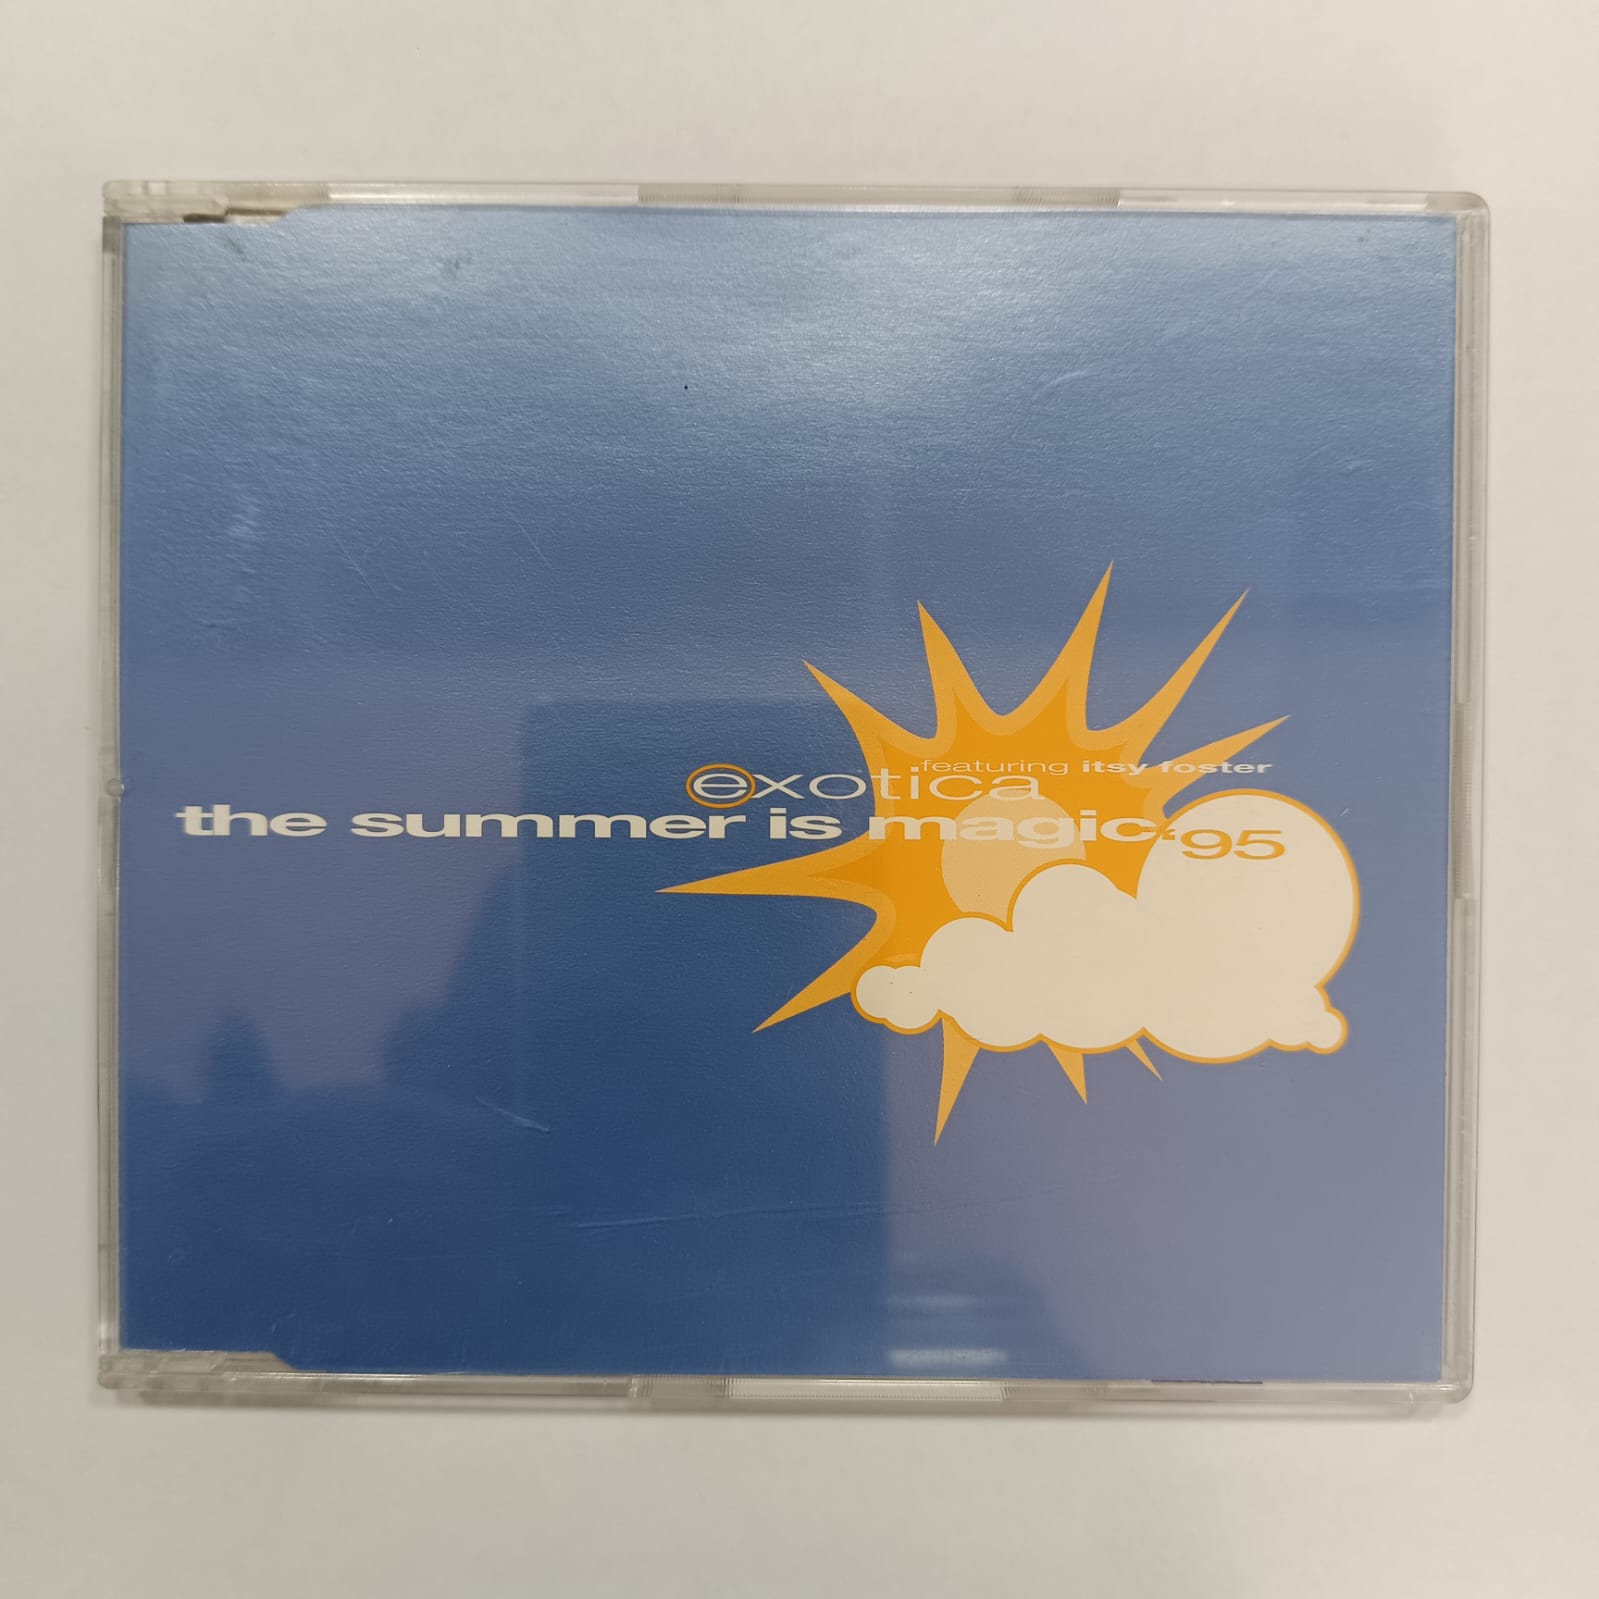 exotica featuring itsy foster
the summer is magic '95